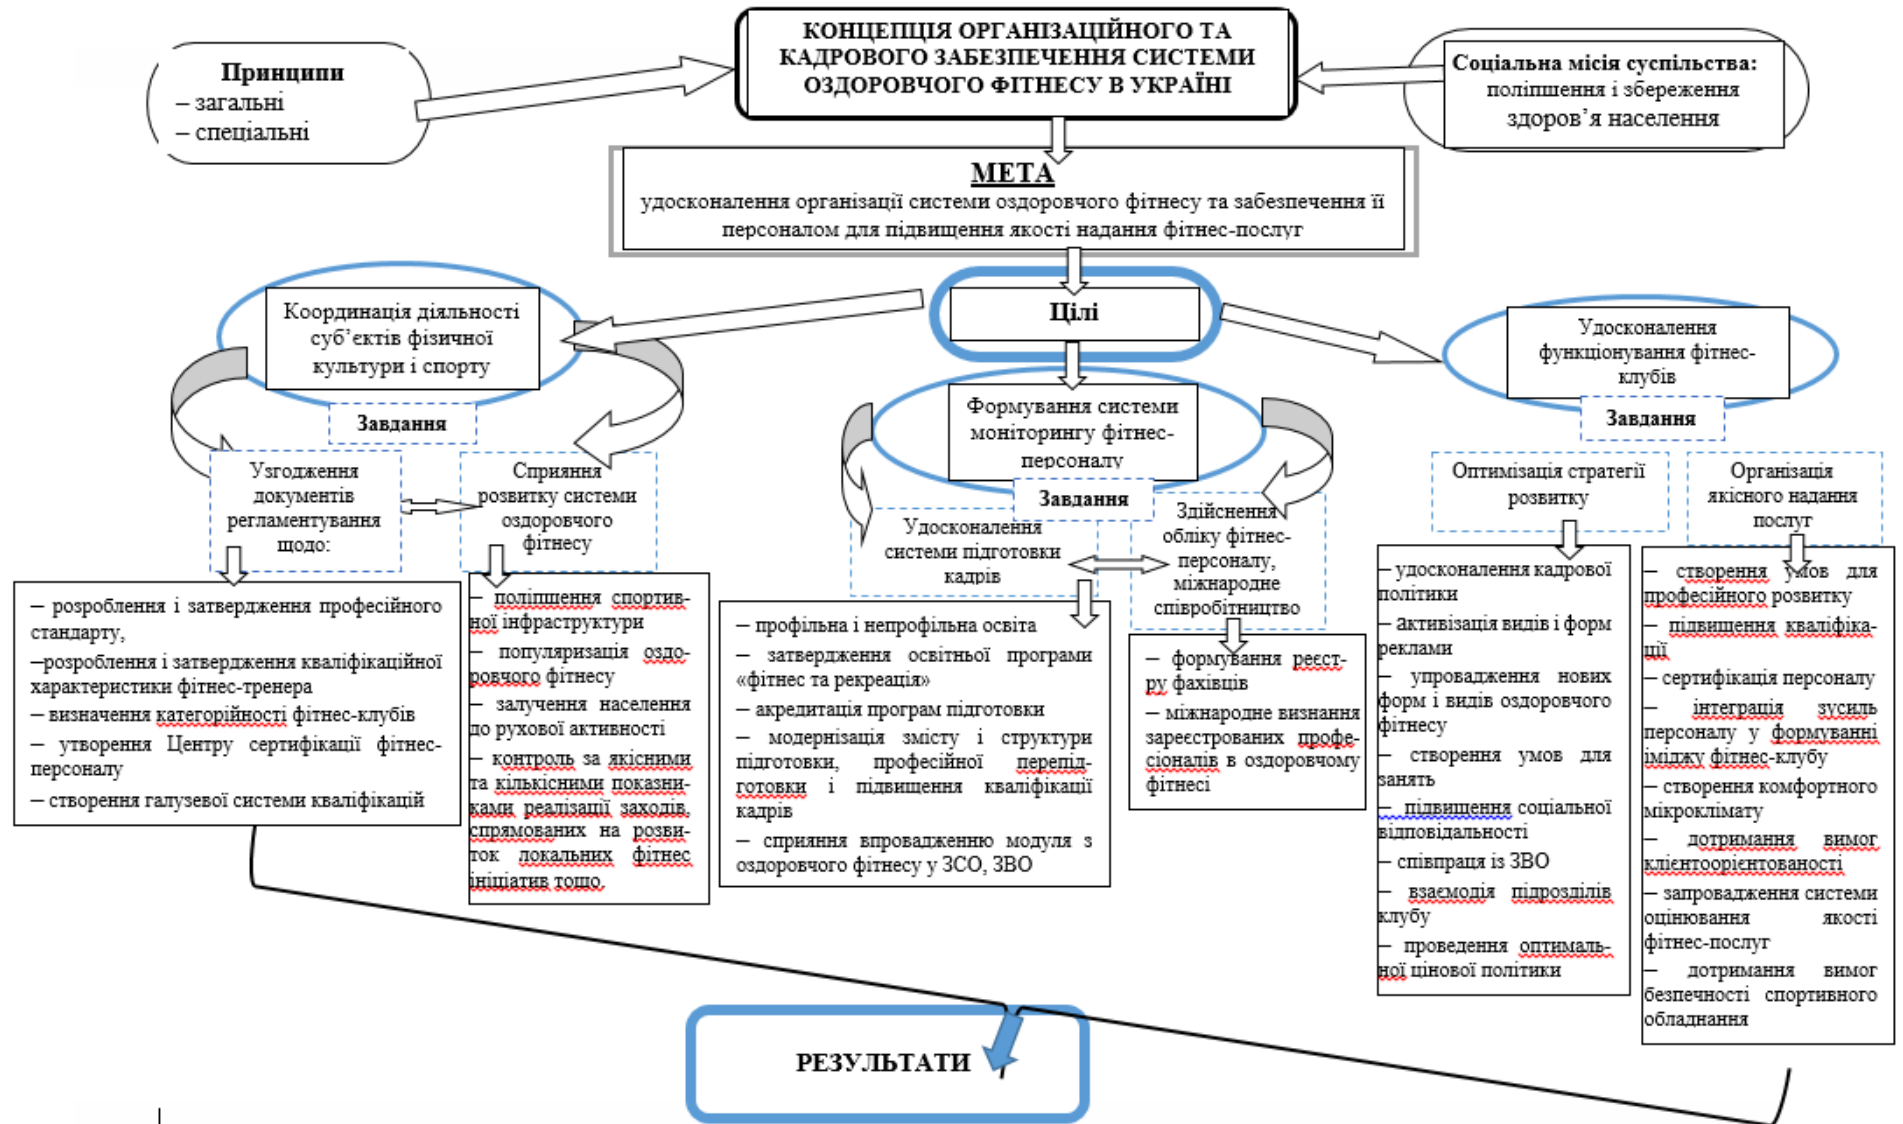 КОНЦЕПЦІЯ ОРГАНІЗАЦІЙНОГО ТА
КАДРОВОГО ЗАБЕЗПЕЧЕННЯ СИСТЕМИ
ОЗДОРОВЧОГО ФІТНЕСУ В УКРАЇНІ
Принципи
– загальні
– спеціальні
Соціальна місія суспільства:
поліпшення і збереження
здоров’я населення
МЕТА
удосконалення організації системи оздоровчого фітнесу та забезпечення її
персоналом для підвищення якості надання фітнес-послуг
Цілі
Координація діяльності
суб’єктів фізичної
культури і спорту
Завдання
Узгодження
документів
регламентування
щодо:
Сприяння
розвитку системи
оздоровчого
фітнесу
– розроблення і затвердження професійного
стандарту,
–розроблення і затвердження кваліфікаційної
характеристики фітнес-тренера
– визначення категорійності фітнес-клубів
– утворення Центру сертифікації фітнес-
персоналу
– створення галузевої системи кваліфікацій
– поліпшення спортив-
ної інфраструктури
– популяризація оздо-
ровчого фітнесу
– залучення населення
до рухової активності
– контроль за якісними
та кількісними показни-
ками реалізації заходів,
спрямованих на розви-
ток локальних фітнес
ініціатив тощо.
Формування системи
моніторингу фітнес-
персоналу
Завдання
Удосконалення
системи підготовки
кадрів
Здійснення
обліку фітнес-
персоналу,
міжнародне
співробітництво
– профільна і непрофільна освіта
– затвердження освітньої програми
«фітнес та рекреація»
– акредитація програм підготовки
– модернізація змісту і структури
підготовки, професійної перепід-
готовки і підвищення кваліфікації
кадрів
– сприяння впровадженню модуля з
оздоровчого фітнесу у ЗСО, ЗВО
– формування реєст-
ру фахівців
– міжнародне визнання
зареєстрованих профе-
сіоналів в оздоровчому
фітнесі
Удосконалення
функціонування фітнес-
клубів
Завдання
Оптимізація стратегії
розвитку
Організація
якісного надання
послуг
– удосконалення кадрової
політики
– активізація видів і форм
реклами
– упровадження нових
форм і видів оздоровчого
фітнесу
– створення умов для
занять
– підвищення соціальної
відповідальності
– співпраця із ЗВО
– взаємодія підрозділів
клубу
– проведення оптималь-
ної цінової політики
– створення умов для
професійного розвитку
– підвищення кваліфіка-
ції
– сертифікація персоналу
– інтеграція зусиль
персоналу у формуванні
іміджу фітнес-клубу
– створення комфортного
мікроклімату
– дотримання вимог
клієнтоорієнтованості
– запровадження системи
оцінювання якості
фітнес-послуг
– дотримання вимог
безпечності спортивного
обладнання
РЕЗУЛЬТАТИ